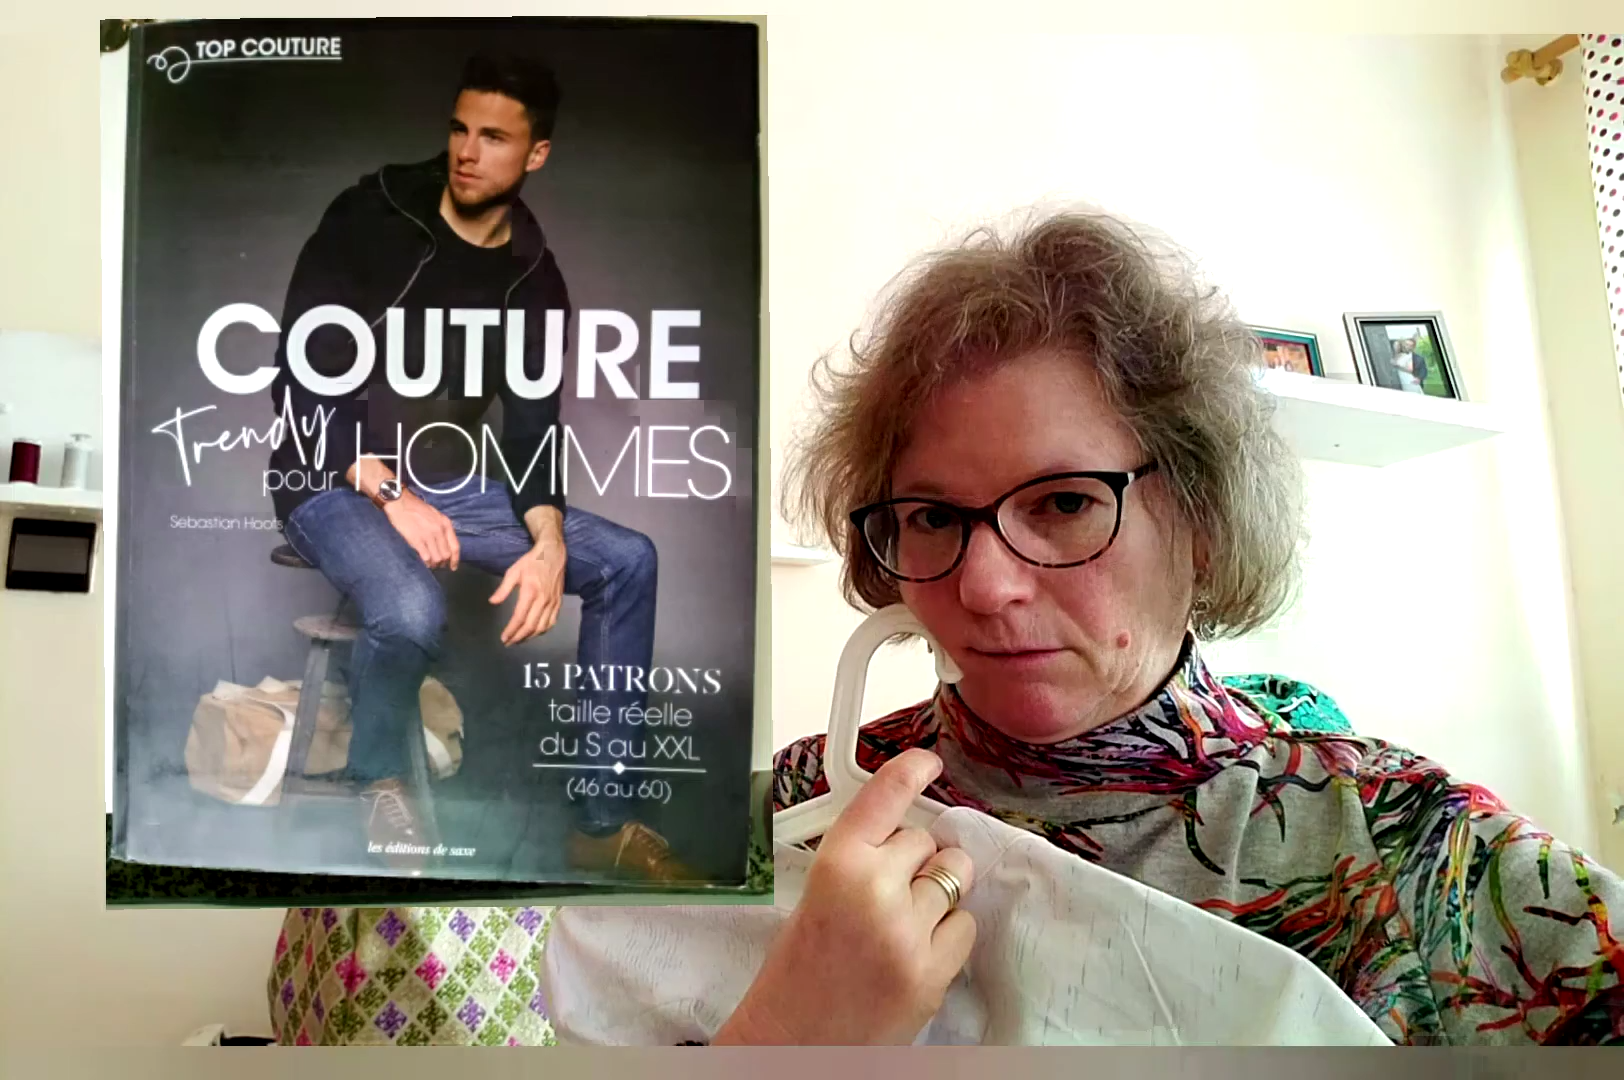 TOP COUTURE
COUTURE
Trendy
pour HOMMES
Sebastian Hoofs
15 PATRONS
taille réelle
du S au XXL
(46 au 60)
les éditions de saxe